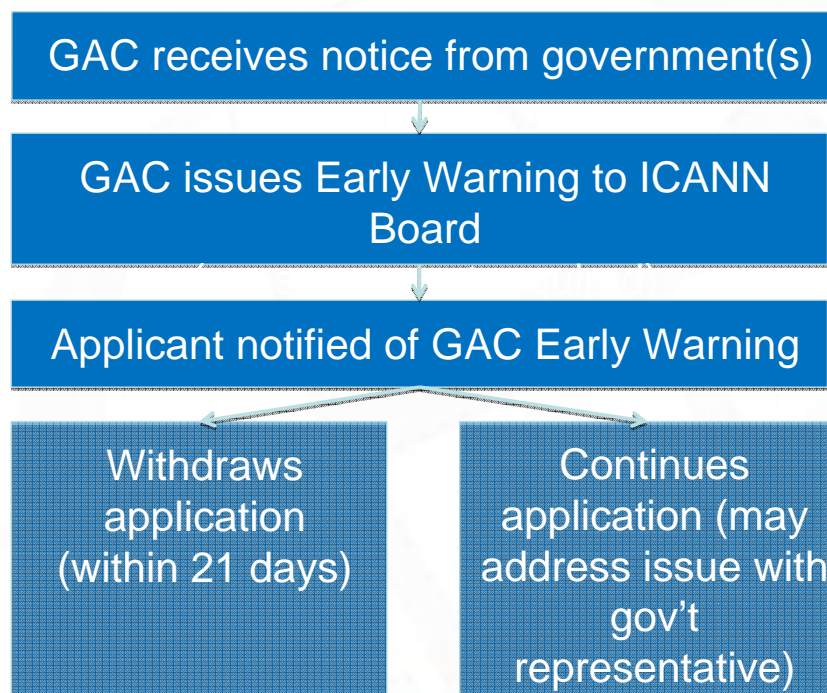 GAC receives notice from government(s)
GAC issues Early Warning to ICANN
Board
Applicant notified of GAC Early Warning
Withdraws
application
(within 21 days)
Continues
application (may
address issue with
gov’t
representative)